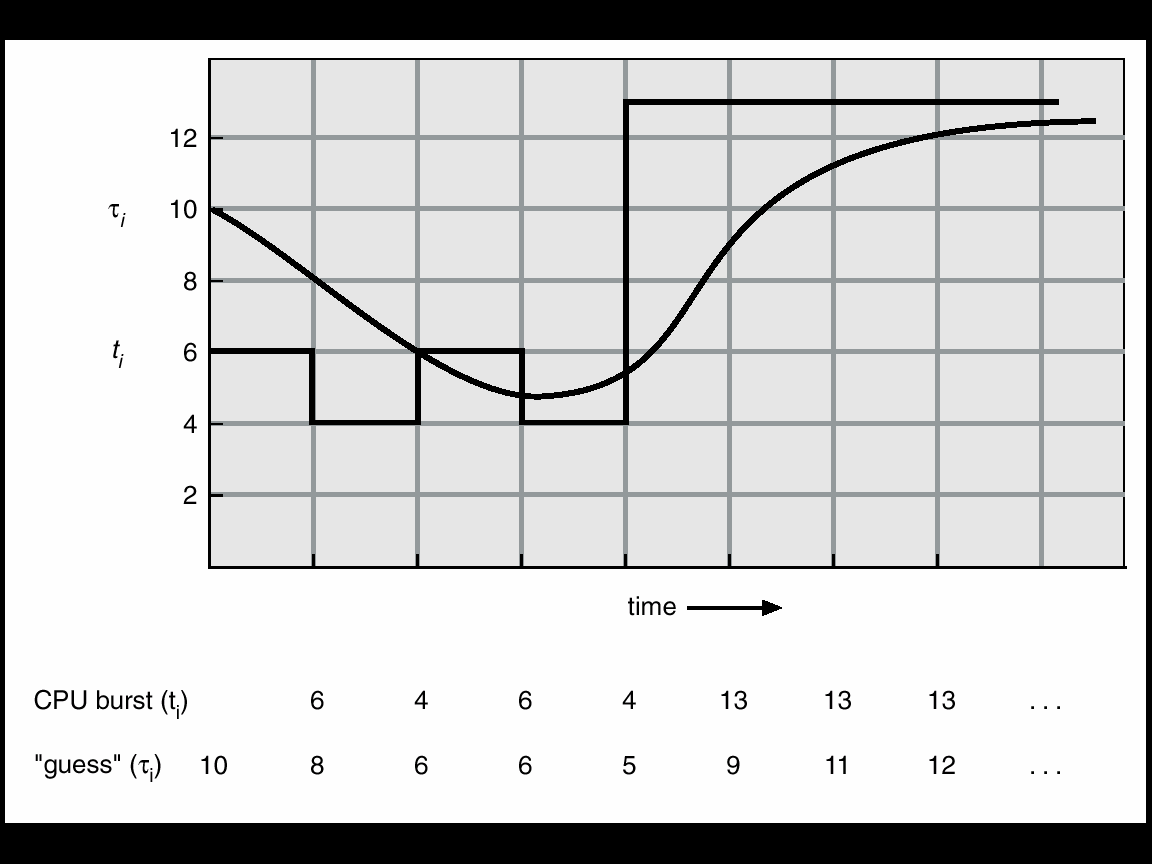 12
τi 10
8
ti 6
4
2
time
CPU burst (ti) 6 4 6 4 13 13 13 . . .
"guess" (τi) 10 8 6 6 5 9 11 12 . . .